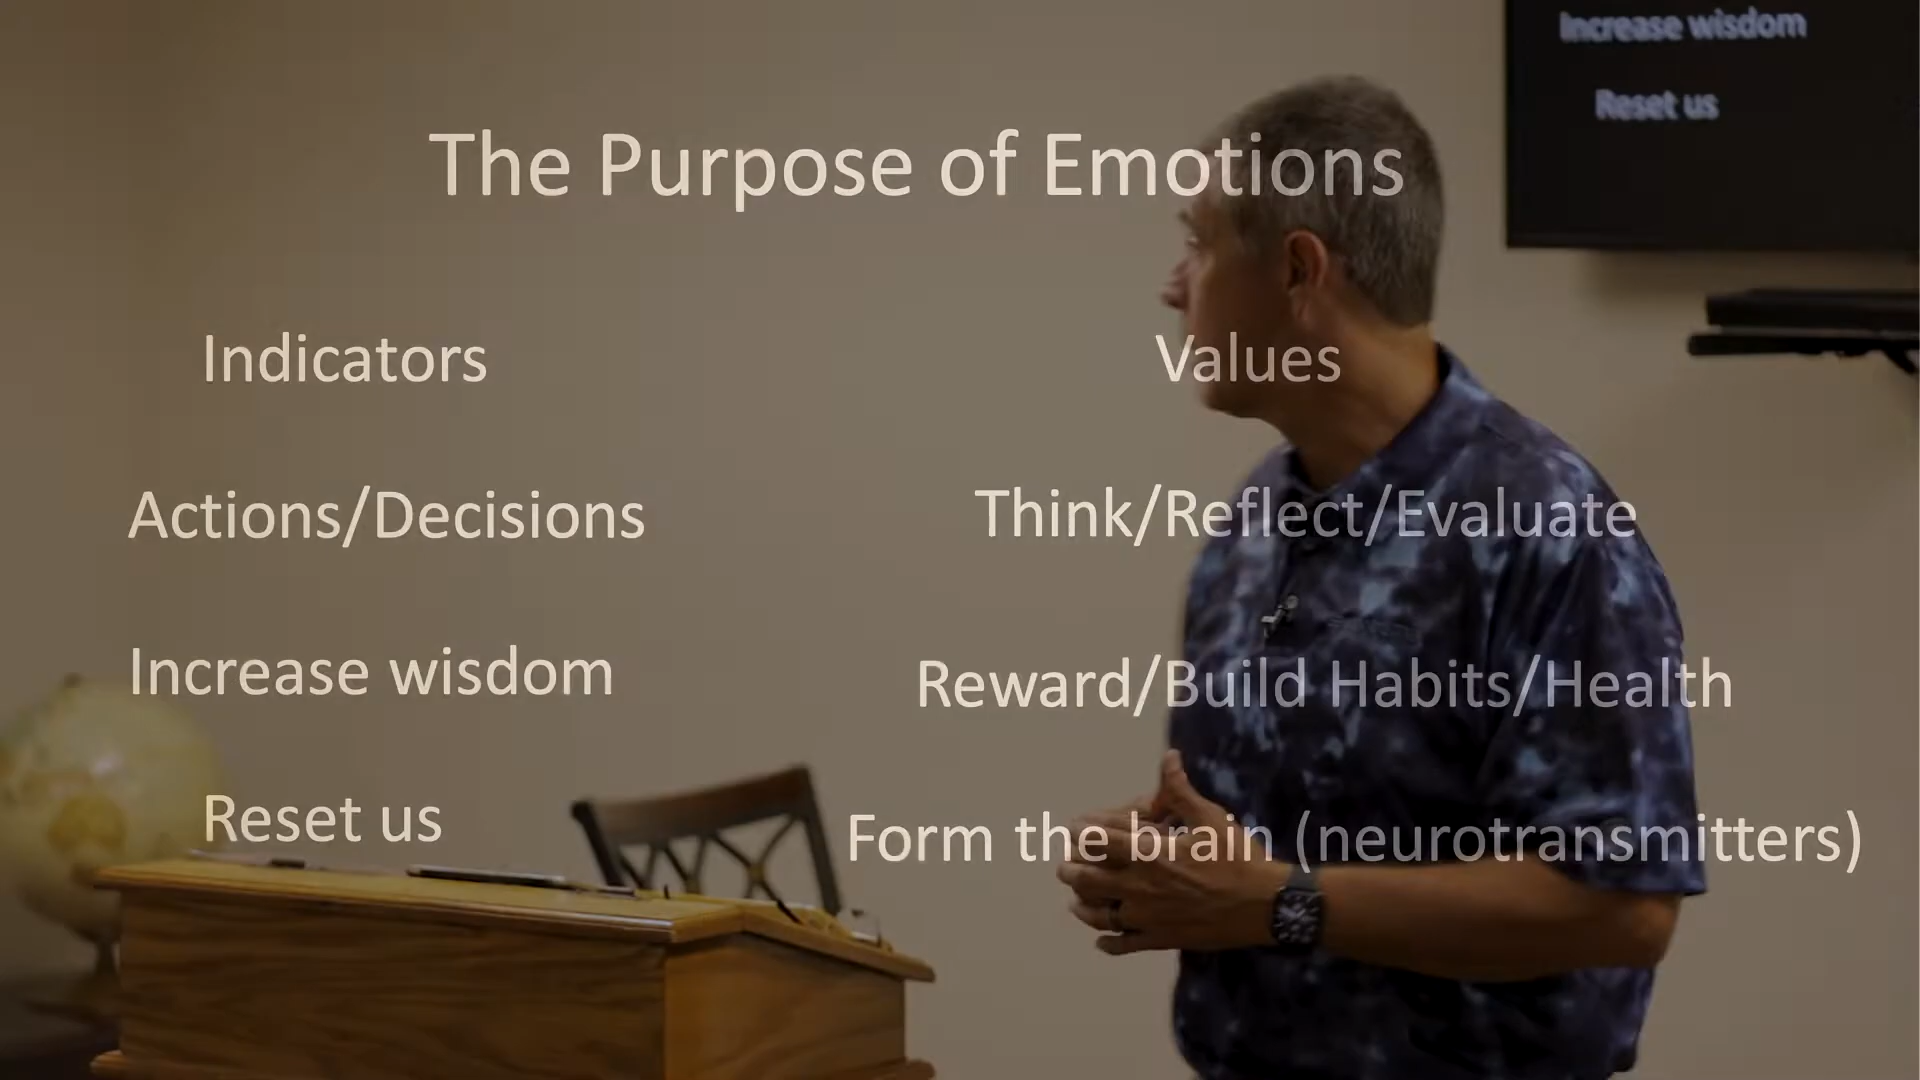 Increase wisdom
Reset us
The Purpose of Emotions
Indicators
Values
Actions/Decisions
Think/Reflect/Evaluate
Increase wisdom
Reward/Build Habits/Health
Reset us
Form the brain (neurotransmitters)